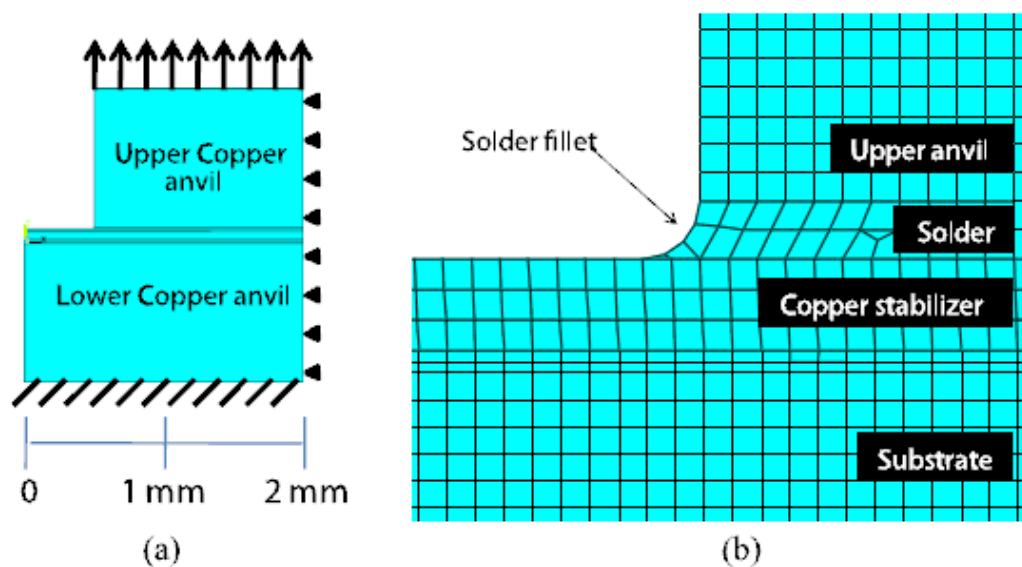 Upper Copper
anvil
Lower Copper anvil
0
1 mm
2 mm
(a)
Solder fillet
Upper anvil
Solder
Copper stabilizer
Substrate
(b)